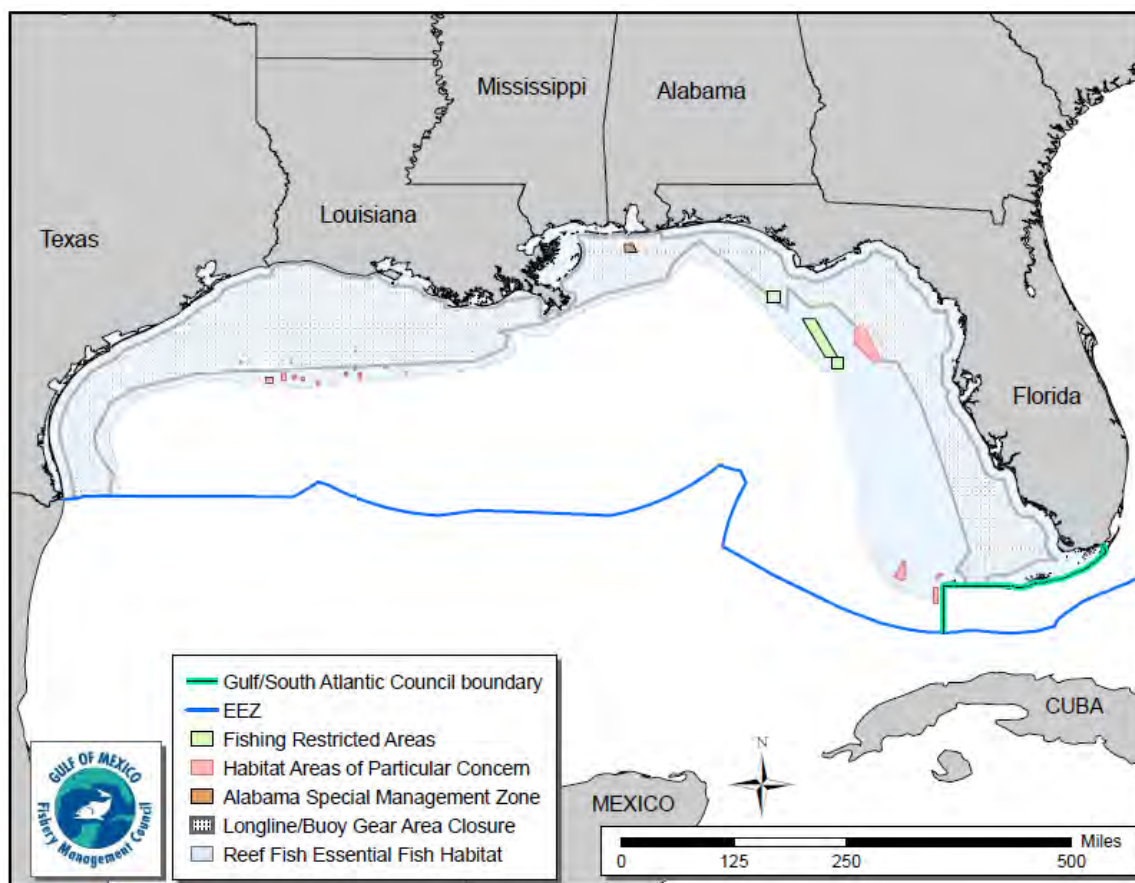 Mississippi
Alabama
Louisiana
Texas
Florida
Gulf/South Atlantic Council boundary
EEZ
Fishing Restricted Areas
Habitat Areas of Particular Concern
Alabama Special Management Zone
Longline/Buoy Gear Area Closure
Reef Fish Essential Fish Habitat
GULF OF MEXICO
Fishery Management Council
N
MEXICO
CUBA
Miles
0 125 250 500